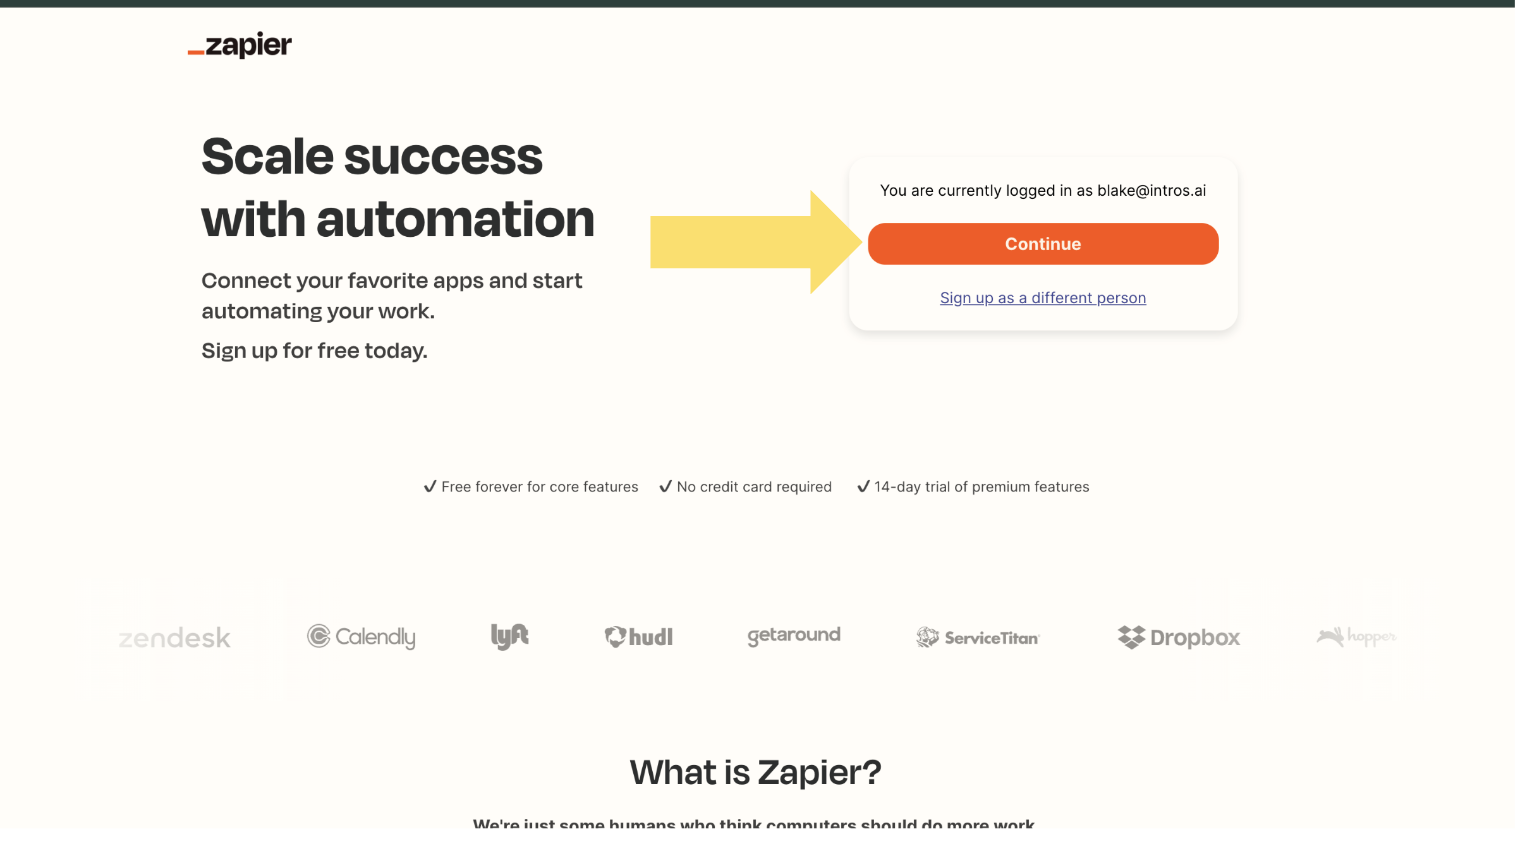 zapier
Scale success
with automation
Connect your favorite apps and start
automating your work.
Sign up for free today.
You are currently logged in as blake@intros.ai
Continue
Sign up as a different person
Free forever for core features
No credit card required
14-day trial of premium features
zendesk
Calendly
lyft
hudl
getaround
ServiceTitan
Dropbox
hopper
What is Zapier?
We're just some humans who think computers should do more work.